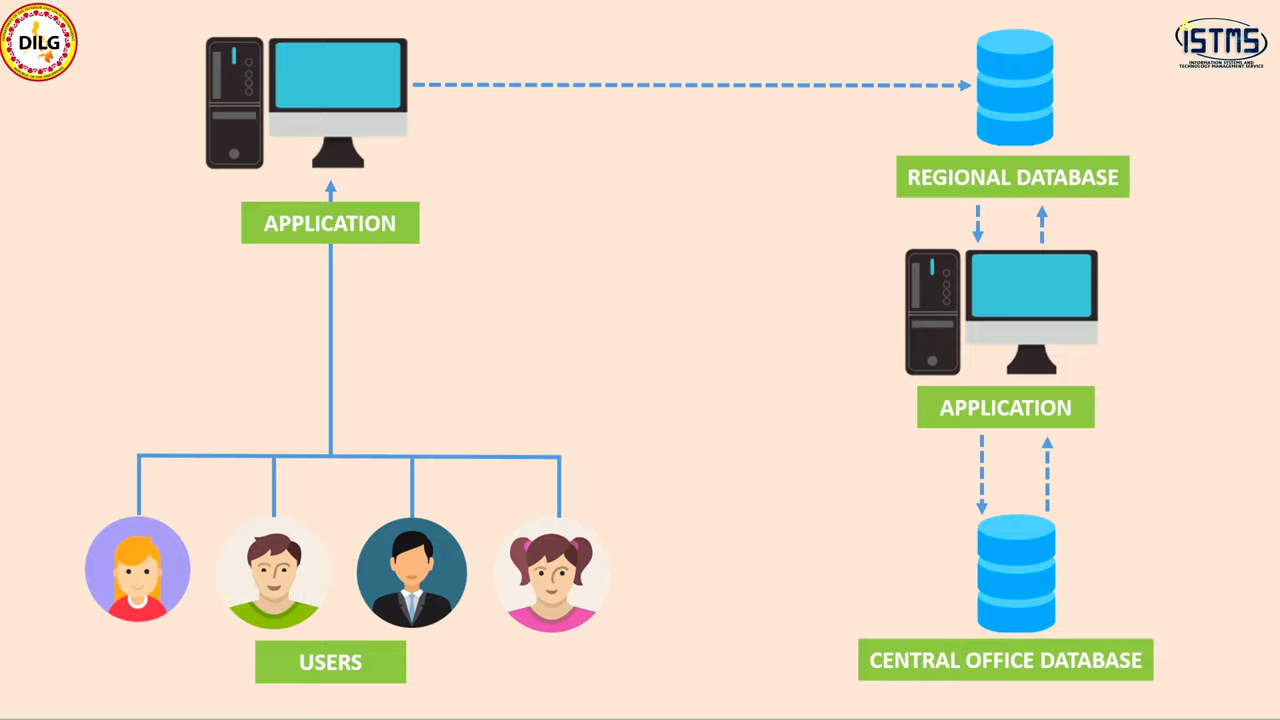 DILG
iSTMS
INFORMATION SYSTEMS AND
TECHNOLOGY MANAGEMENT SERVICE
REGIONAL DATABASE
APPLICATION
APPLICATION
USERS
CENTRAL OFFICE DATABASE